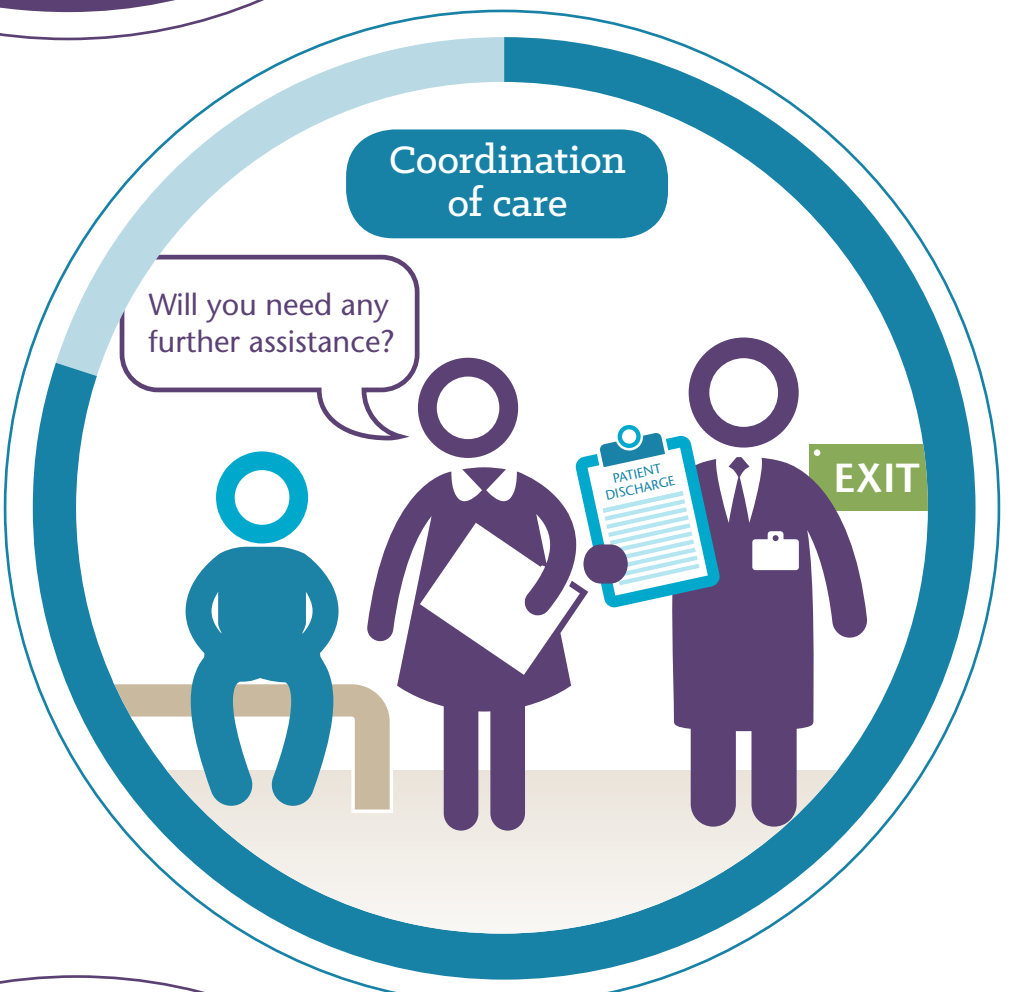 Coordination
of care
Will you need any
further assistance?
PATIENT
DISCHARGE
EXIT